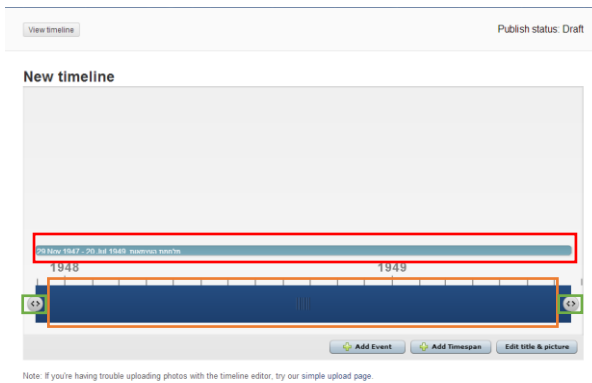 View timeline
Publish status: Draft
New timeline
29 Nov 1947 - 20 Jul 1949 מלחמת העצמאות
1948 1949
Add Event Add Timespan Edit title & picture
Note: If you're having trouble uploading photos with the timeline editor, try our simple upload page.